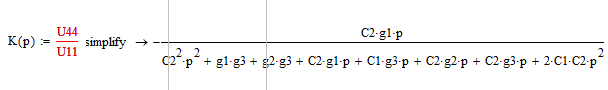 K(p) := U44/U11 simplify → -C2·g1·p/(C2²·p² + g1·g3 + g2·g3 + C2·g1·p + C1·g3·p + C2·g2·p + C2·g3·p + 2·C1·C2·p²)